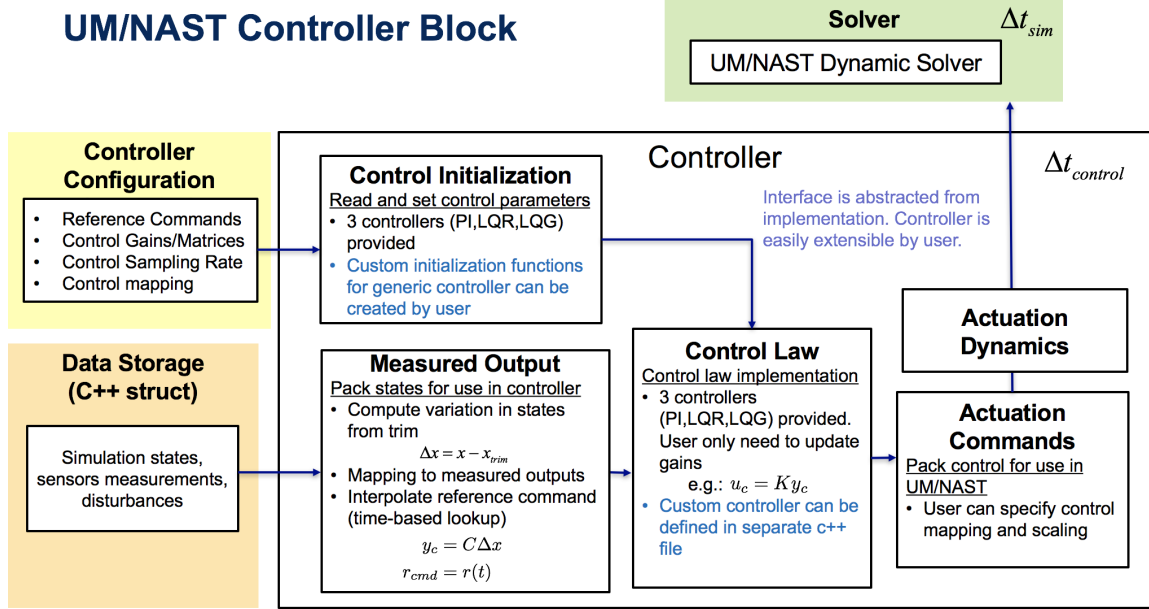 UM/NAST Controller Block
Solver
Δt_sim
UM/NAST Dynamic Solver
Controller
Configuration
• Reference Commands
• Control Gains/Matrices
• Control Sampling Rate
• Control mapping
Controller
Δt_control
Control Initialization
Read and set control parameters
• 3 controllers (PI,LQR,LQG)
provided
• Custom initialization functions
for generic controller can be
created by user
Interface is abstracted from
implementation. Controller is
easily extensible by user.
Data Storage
(C++ struct)
Simulation states,
sensors measurements,
disturbances
Measured Output
Pack states for use in controller
• Compute variation in states
from trim
Δx = x − x_trim
• Mapping to measured outputs
• Interpolate reference command
(time-based lookup)
y_c = CΔx
r_cmd = r(t)
Control Law
Control law implementation
• 3 controllers
(PI,LQR,LQG) provided.
User only need to update
gains
e.g.: u_c = Ky_c
• Custom controller can be
defined in separate c++
file
Actuation
Dynamics
Actuation
Commands
Pack control for use in
UM/NAST
• User can specify control
mapping and scaling